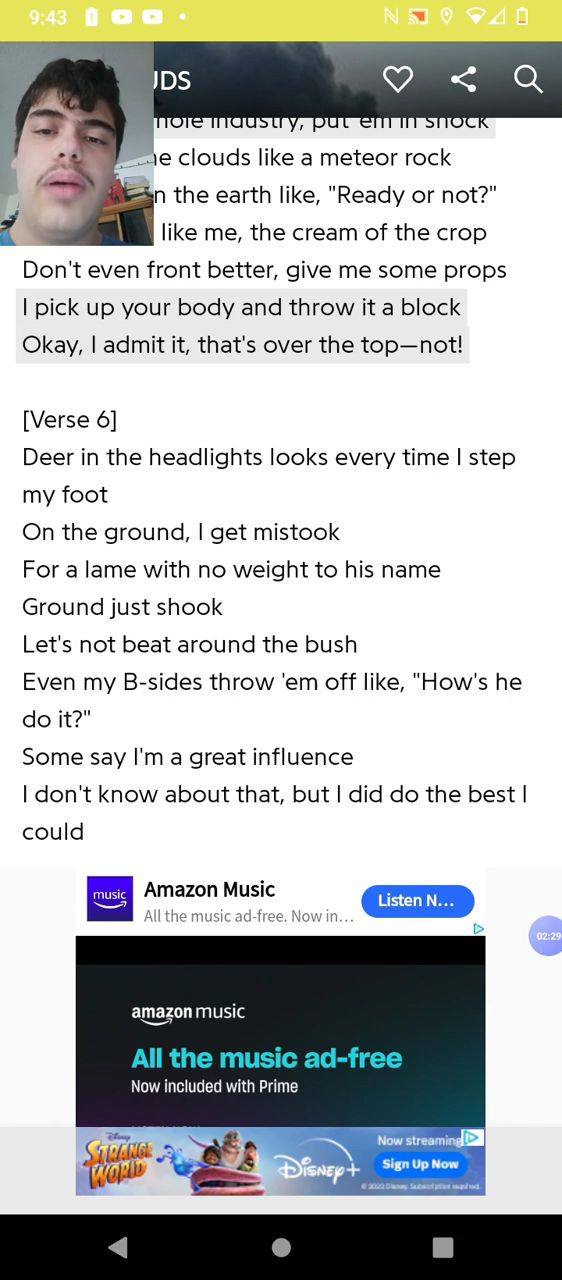 9:43
UDS
hole industry, put 'em in shock
e clouds like a meteor rock
n the earth like, "Ready or not?"
like me, the cream of the crop
Don't even front better, give me some props
I pick up your body and throw it a block
Okay, I admit it, that's over the top—not!
[Verse 6]
Deer in the headlights looks every time I step
my foot
On the ground, I get mistook
For a lame with no weight to his name
Ground just shook
Let's not beat around the bush
Even my B-sides throw 'em off like, "How's he
do it?"
Some say I'm a great influence
I don't know about that, but I did do the best I
could
music
Amazon Music
All the music ad-free. Now in...
Listen N...
02:29
amazon music
All the music ad-free
Now included with Prime
Disney
STRANGE
WORLD
Disney+
Now streaming
Sign Up Now
© 2022 Disney. Subscription required.